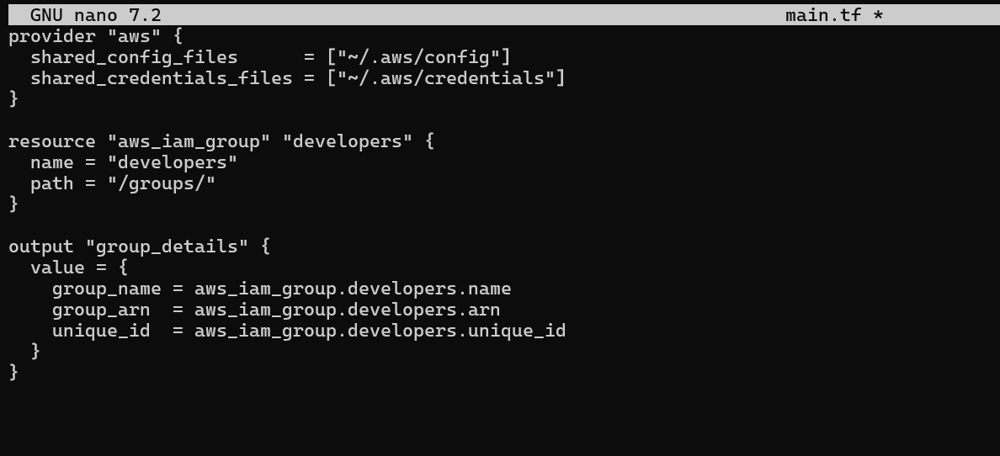 GNU nano 7.2 main.tf *
provider "aws" {
  shared_config_files      = ["~/.aws/config"]
  shared_credentials_files = ["~/.aws/credentials"]
}

resource "aws_iam_group" "developers" {
  name = "developers"
  path = "/groups/"
}

output "group_details" {
  value = {
    group_name = aws_iam_group.developers.name
    group_arn  = aws_iam_group.developers.arn
    unique_id  = aws_iam_group.developers.unique_id
  }
}